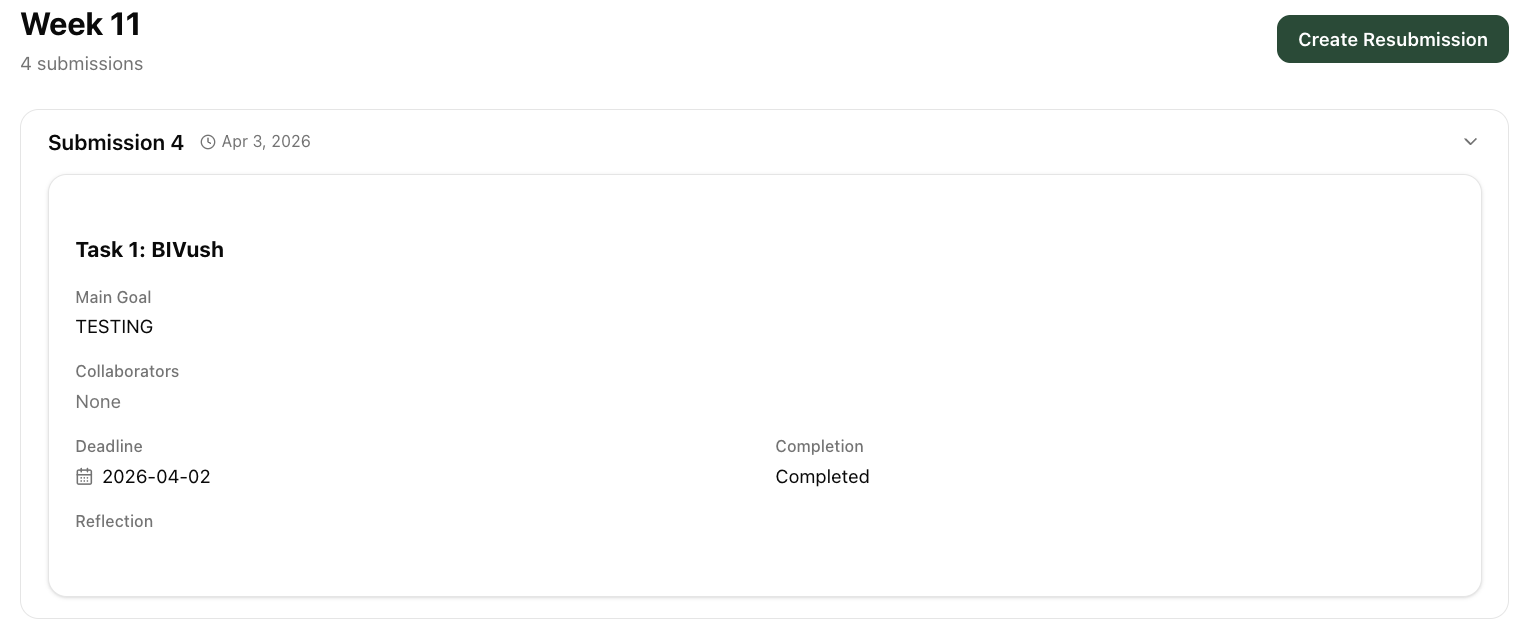 Week 11
4 submissions
Create Resubmission
Submission 4 Apr 3, 2026
Task 1: BIVush
Main Goal
TESTING
Collaborators
None
Deadline
2026-04-02
Completion
Completed
Reflection